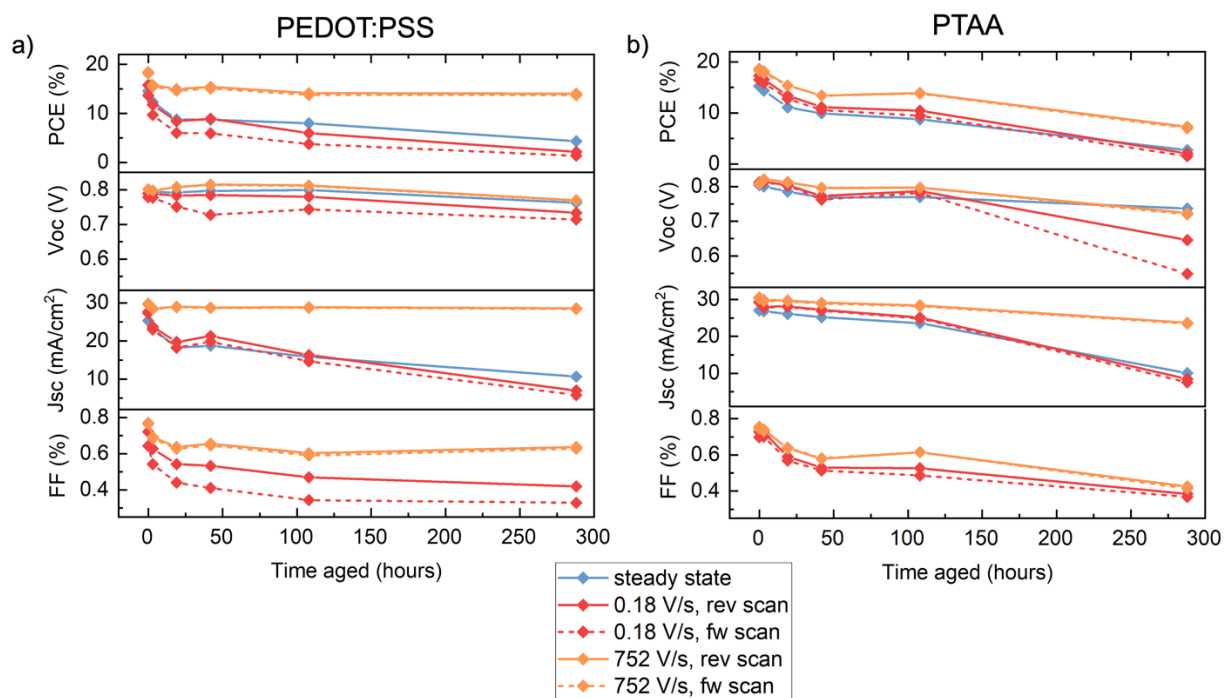 PEDOT:PSS
a)
PCE (%)
20
10
0
Voc (V)
0.8
0.7
0.6
Jsc (mA/cm²)
30
20
10
FF (%)
0.8
0.6
0.4
0 50 100 150 200 250 300
Time aged (hours)
PTAA
b)
PCE (%)
20
10
0
Voc (V)
0.8
0.7
0.6
Jsc (mA/cm²)
30
20
10
0
FF (%)
0.8
0.6
0.4
0 50 100 150 200 250 300
Time aged (hours)
steady state
0.18 V/s, rev scan
0.18 V/s, fw scan
752 V/s, rev scan
752 V/s, fw scan